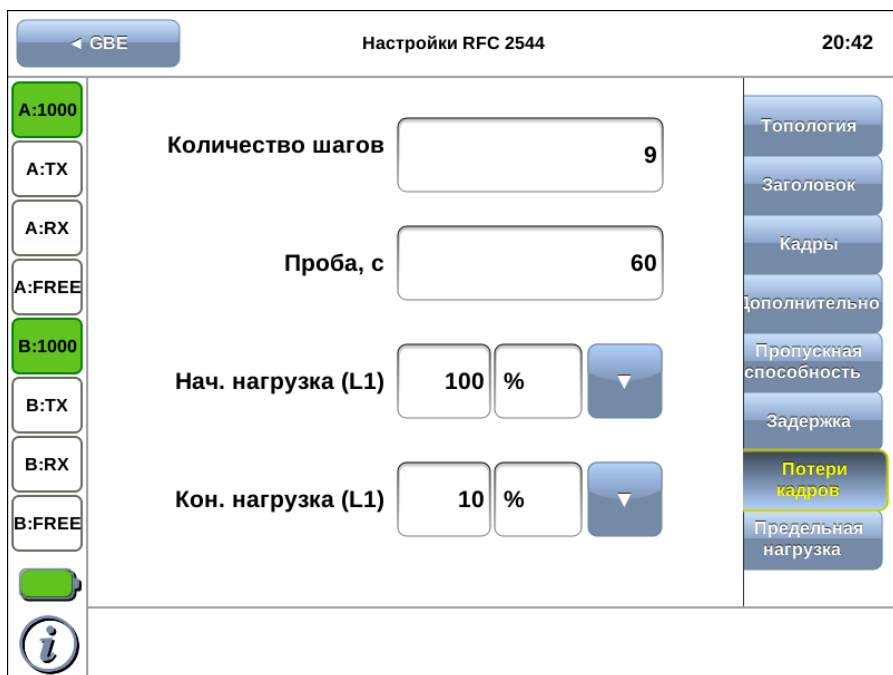 ◄ GBE
Настройки RFC 2544
20:42
A:1000
A:TX
A:RX
A:FREE
B:1000
B:TX
B:RX
B:FREE
i
Количество шагов
9
Проба, с
60
Нач. нагрузка (L1)
100 %
Кон. нагрузка (L1)
10 %
Топология
Заголовок
Кадры
Дополнительно
Пропускная
способность
Задержка
Потери
кадров
Предельная
нагрузка